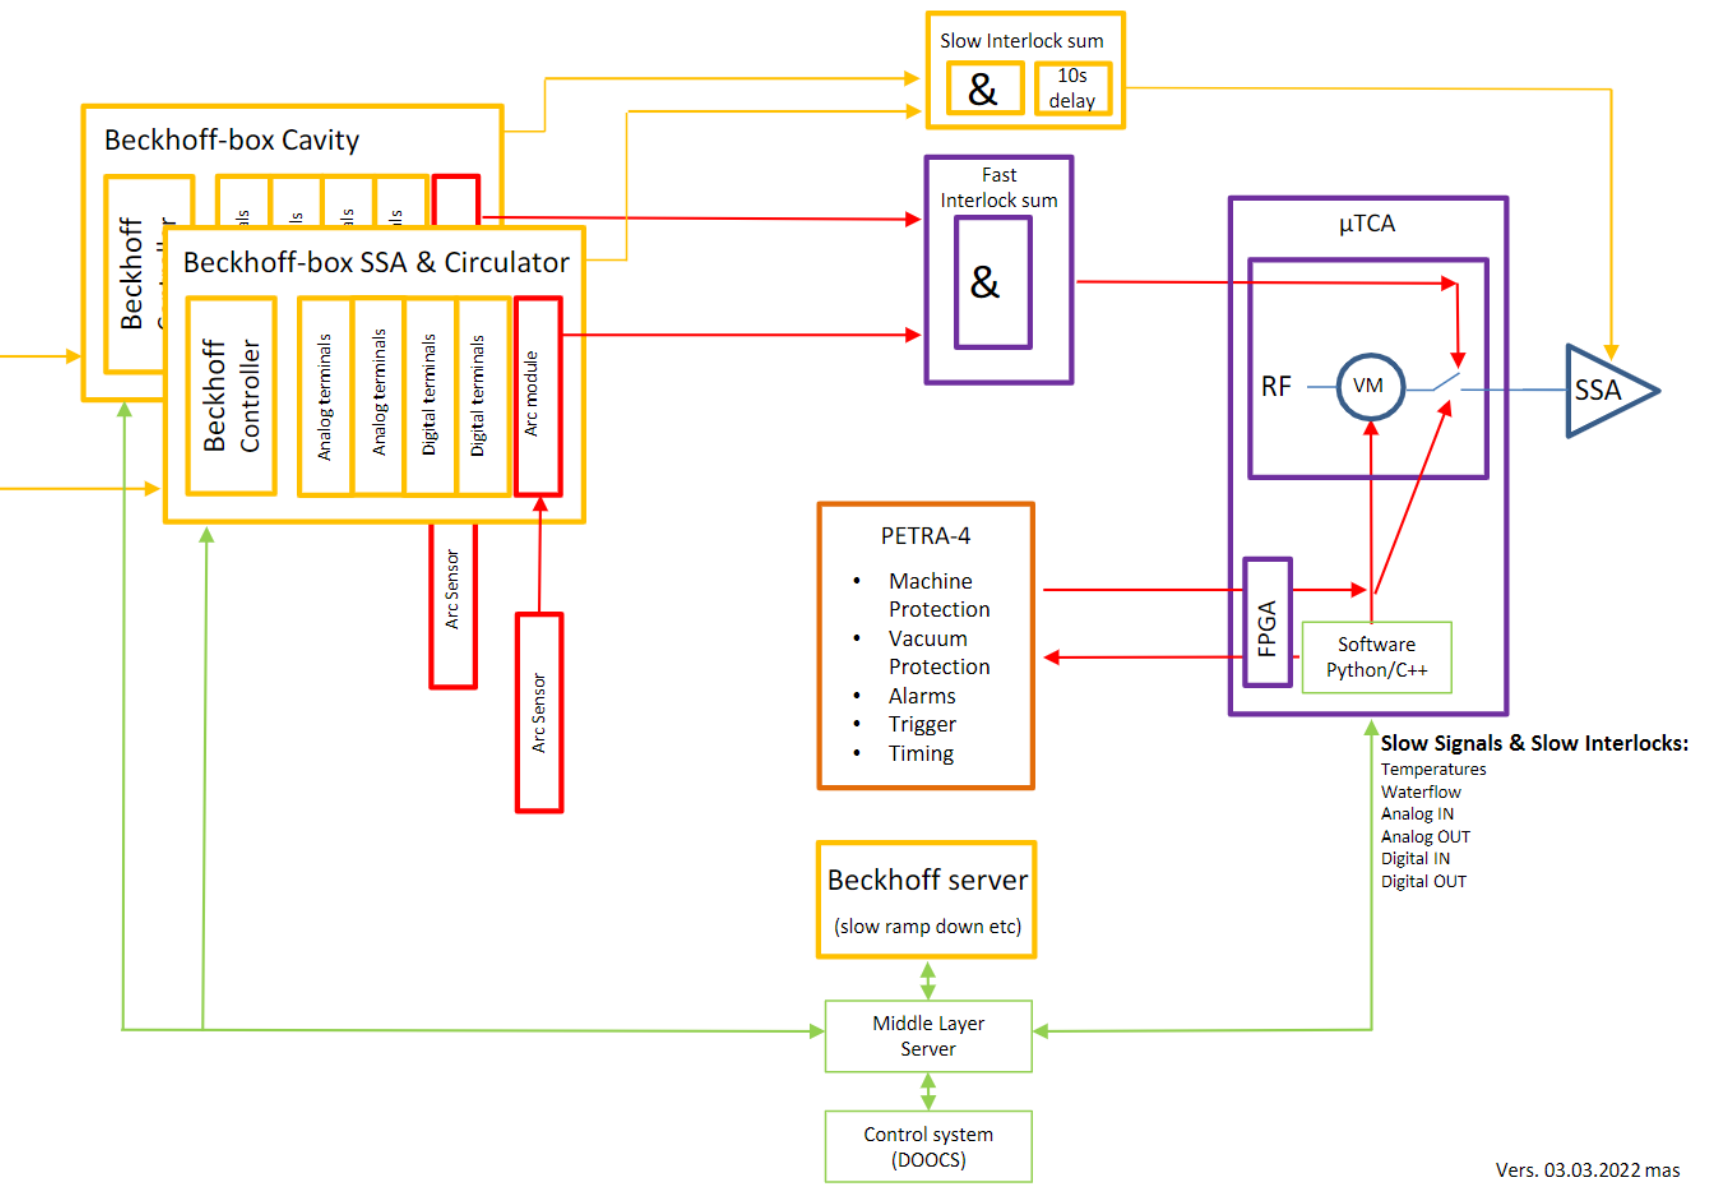 Slow Interlock sum
&
10s
delay
Beckhoff-box Cavity
Beckhoff
Fast
Interlock sum
&
Beckhoff-box SSA & Circulator
Beckhoff
Controller
Analog terminals
Analog terminals
Digital terminals
Digital terminals
Arc module
Arc Sensor
Arc Sensor
µTCA
RF
VM
SSA
PETRA-4
• Machine
Protection
• Vacuum
Protection
• Alarms
• Trigger
• Timing
FPGA
Software
Python/C++
Slow Signals & Slow Interlocks:
Temperatures
Waterflow
Analog IN
Analog OUT
Digital IN
Digital OUT
Beckhoff server
(slow ramp down etc)
Middle Layer
Server
Control system
(DOOCS)
Vers. 03.03.2022 mas